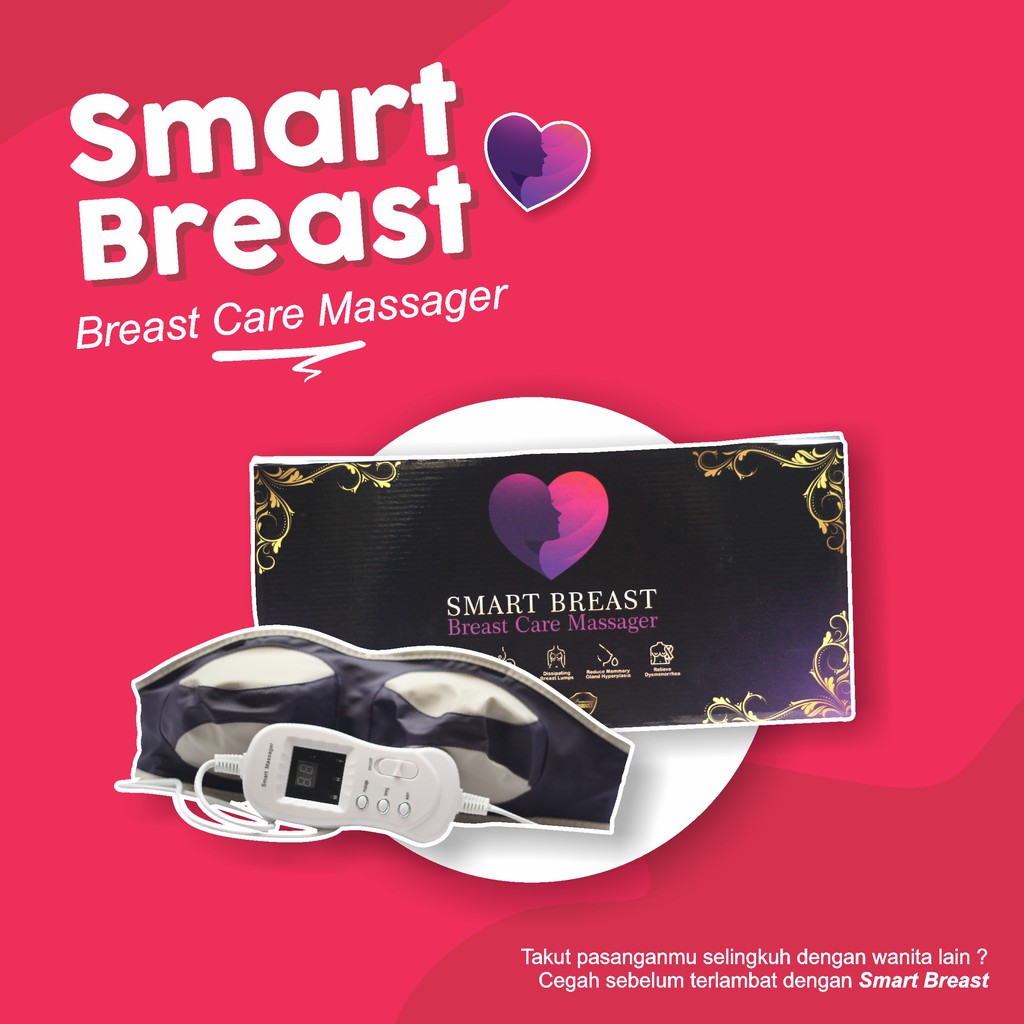 Smart
Breast
Breast Care Massager
SMART BREAST
Breast Care Massager
Dissipating
Breast Lumps
Reduce Mammary
Gland Hyperplasia
Relieve
Dysmenorrhea
Smart Massager
88
Takut pasanganmu selingkuh dengan wanita lain ?
Cegah sebelum terlambat dengan Smart Breast